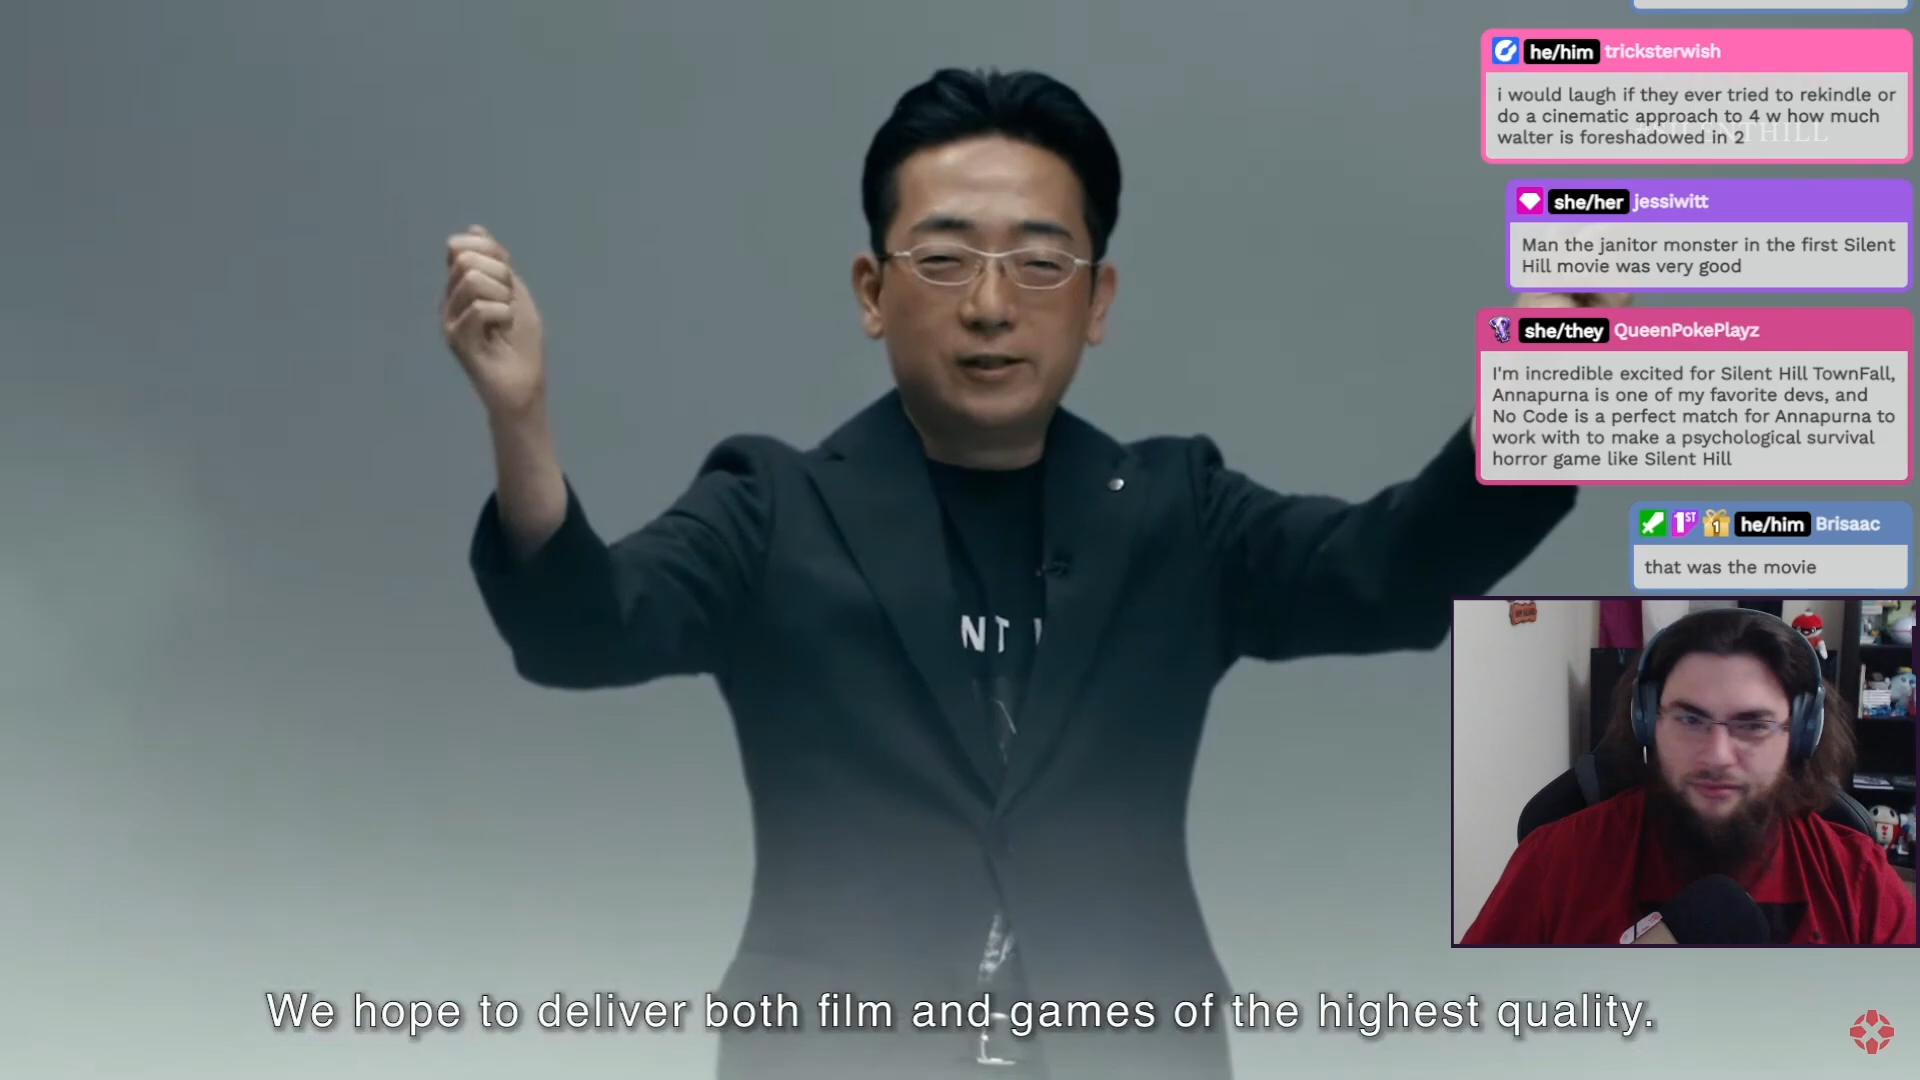 he/him tricksterwish
i would laugh if they ever tried to rekindle or
do a cinematic approach to 4 w how much
walter is foreshadowed in 2
she/her jessiwitt
Man the janitor monster in the first Silent
Hill movie was very good
she/they QueenPokePlayz
I'm incredible excited for Silent Hill TownFall,
Annapurna is one of my favorite devs, and
No Code is a perfect match for Annapurna to
work with to make a psychological survival
horror game like Silent Hill
1ST 1 he/him Brisaac
that was the movie
NT
We hope to deliver both film and games of the highest quality.